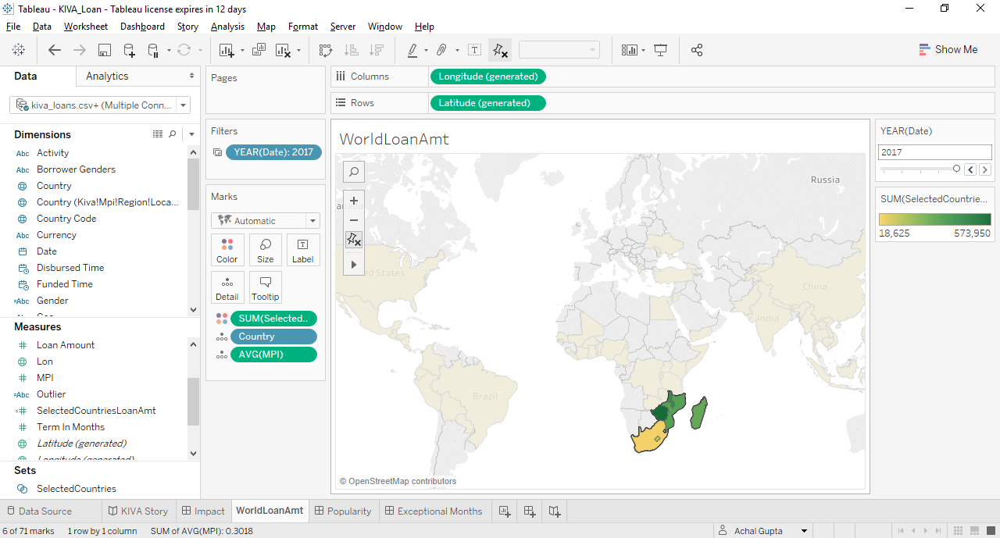 Tableau - KIVA_Loan - Tableau license expires in 12 days
File Data Worksheet Dashboard Story Analysis Map Format Server Window Help
Show Me
Data Analytics
kiva_loans.csv+ (Multiple Conn...
Dimensions
Abc Activity
Abc Borrower Genders
Country
Country (Kiva!Mpi!Region!Loca...
Country Code
Abc Currency
Date
Disbursed Time
Funded Time
=Abc Gender
Measures
Loan Amount
Lon
MPI
=Abc Outlier
SelectedCountriesLoanAmt
Term In Months
Latitude (generated)
Longitude (generated)
Sets
SelectedCountries
Pages
Filters
YEAR(Date): 2017
Marks
Automatic
Color Size Label
Detail Tooltip
SUM(Selected..
Country
AVG(MPI)
Columns Longitude (generated)
Rows Latitude (generated)
WorldLoanAmt
Russia
States
China
India
Brazil
© OpenStreetMap contributors
YEAR(Date)
2017
SUM(SelectedCountrie...
18,625 573,950
Data Source KIVA Story Impact WorldLoanAmt Popularity Exceptional Months
6 of 71 marks 1 row by 1 column SUM of AVG(MPI): 0.3018 Achal Gupta